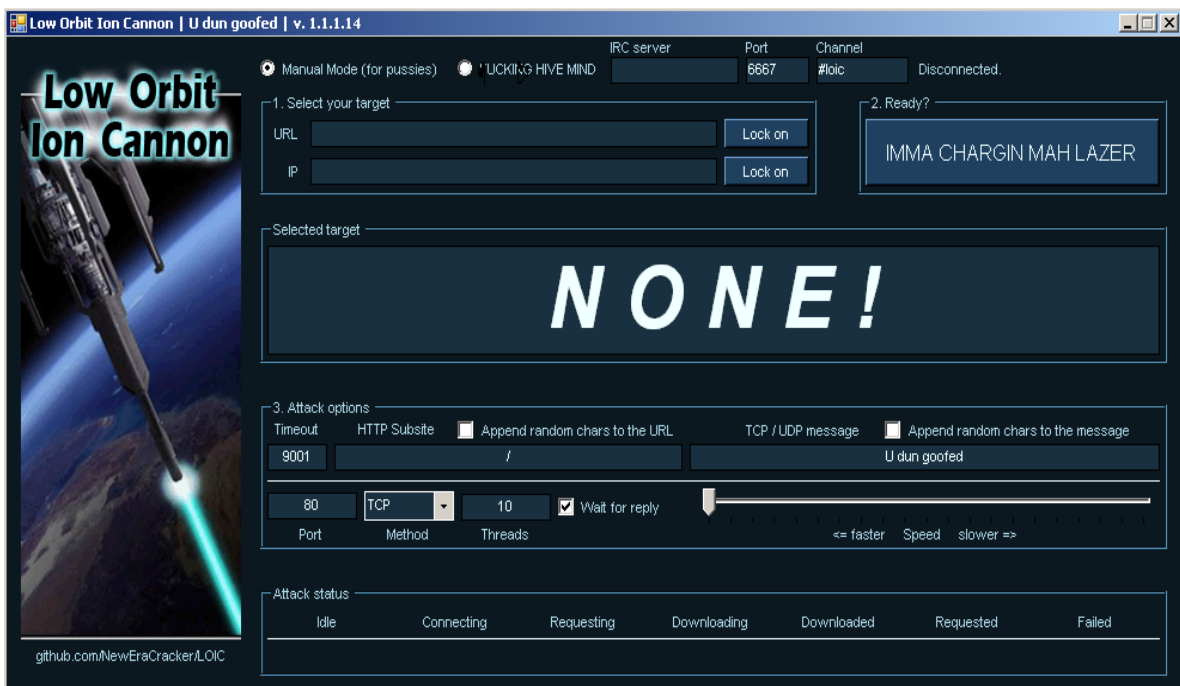 Low Orbit Ion Cannon | U dun goofed | v. 1.1.1.14
Low Orbit
Ion Cannon
IRC server Port Channel
Manual Mode (for pussies) FUCKING HIVE MIND 6667 #loic Disconnected.
1. Select your target
URL Lock on
IP Lock on
2. Ready?
IMMA CHARGIN MAH LAZER
Selected target
NONE!
3. Attack options
Timeout HTTP Subsite Append random chars to the URL TCP / UDP message Append random chars to the message
9001 / U dun goofed
80 TCP 10 Wait for reply
Port Method Threads <= faster Speed slower =>
Attack status
Idle Connecting Requesting Downloading Downloaded Requested Failed
github.com/NewEraCracker/LOIC